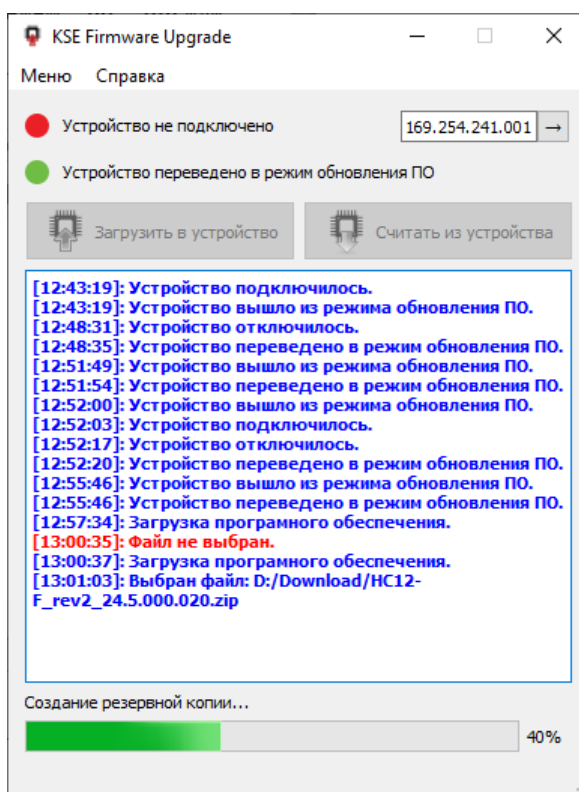 KSE Firmware Upgrade
Меню Справка
Устройство не подключено 169.254.241.001 →
Устройство переведено в режим обновления ПО
Загрузить в устройство Считать из устройства
[12:43:19]: Устройство подключилось.
[12:43:19]: Устройство вышло из режима обновления ПО.
[12:48:31]: Устройство отключилось.
[12:48:35]: Устройство переведено в режим обновления ПО.
[12:51:49]: Устройство вышло из режима обновления ПО.
[12:51:54]: Устройство переведено в режим обновления ПО.
[12:52:00]: Устройство вышло из режима обновления ПО.
[12:52:03]: Устройство подключилось.
[12:52:17]: Устройство отключилось.
[12:52:20]: Устройство переведено в режим обновления ПО.
[12:55:46]: Устройство вышло из режима обновления ПО.
[12:55:46]: Устройство переведено в режим обновления ПО.
[12:57:34]: Загрузка програмного обеспечения.
[13:00:35]: Файл не выбран.
[13:00:37]: Загрузка програмного обеспечения.
[13:01:03]: Выбран файл: D:/Download/HC12-
F_rev2_24.5.000.020.zip
Создание резервной копии...
40%